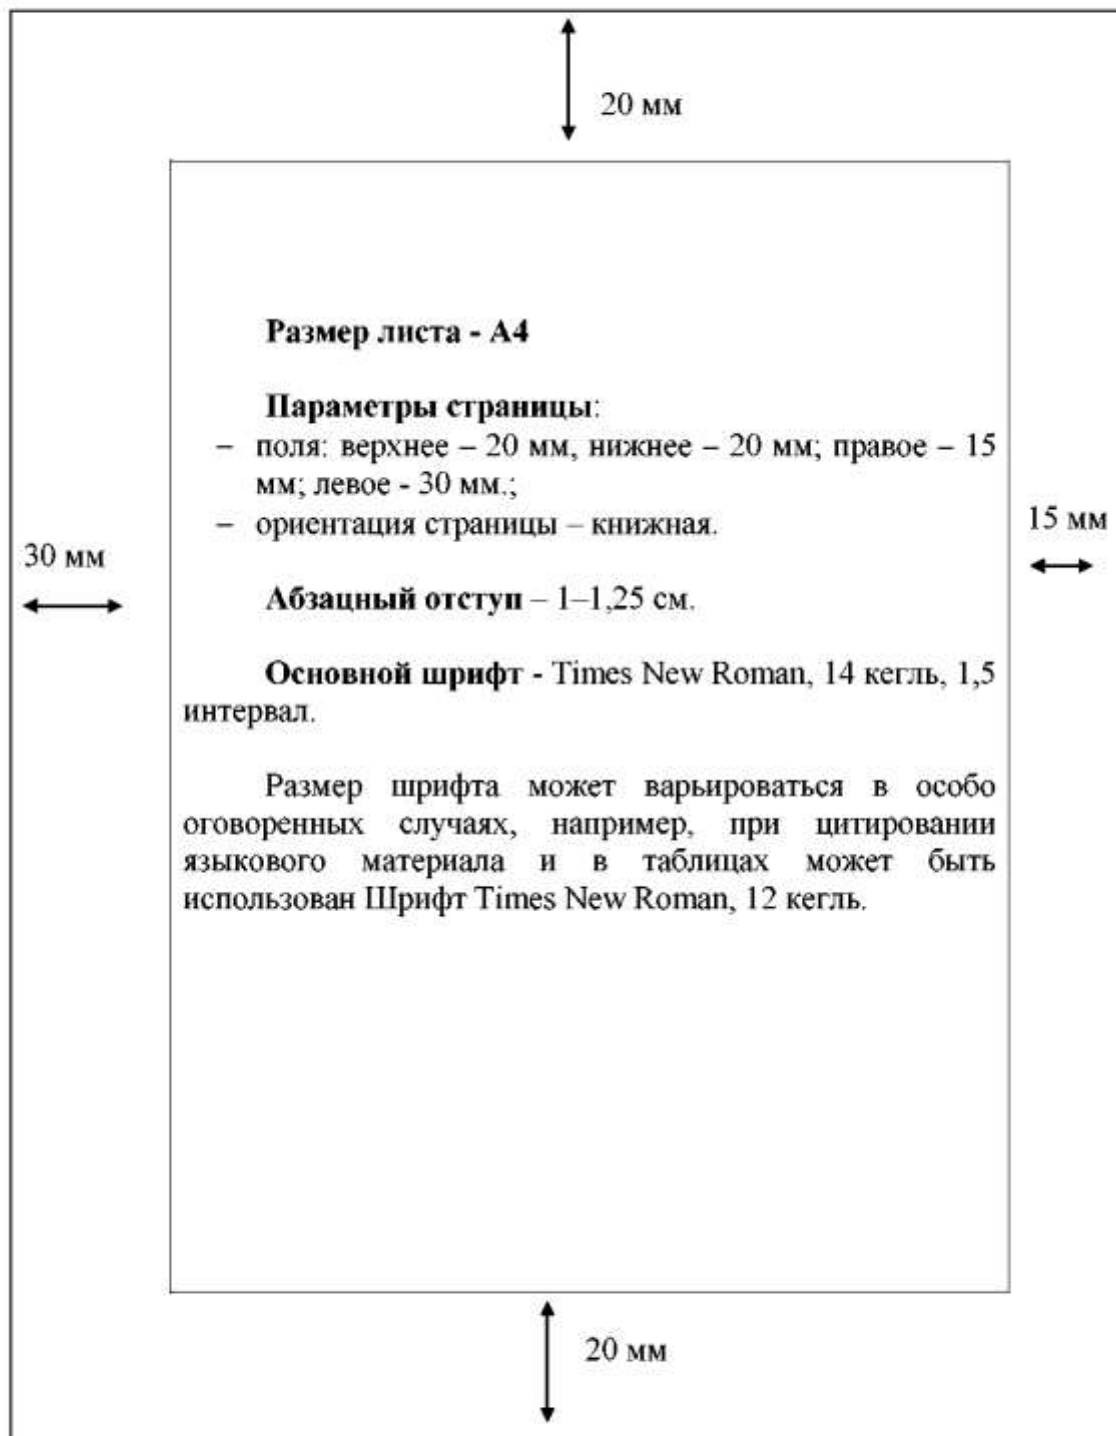 20 мм
Размер листа - А4
Параметры страницы:
– поля: верхнее – 20 мм, нижнее – 20 мм; правое – 15
мм; левое - 30 мм.;
– ориентация страницы – книжная.
15 мм
30 мм
Абзацный отступ – 1–1,25 см.
Основной шрифт - Times New Roman, 14 кегль, 1,5
интервал.
Размер шрифта может варьироваться в особо
оговоренных случаях, например, при цитировании
языкового материала и в таблицах может быть
использован Шрифт Times New Roman, 12 кегль.
20 мм